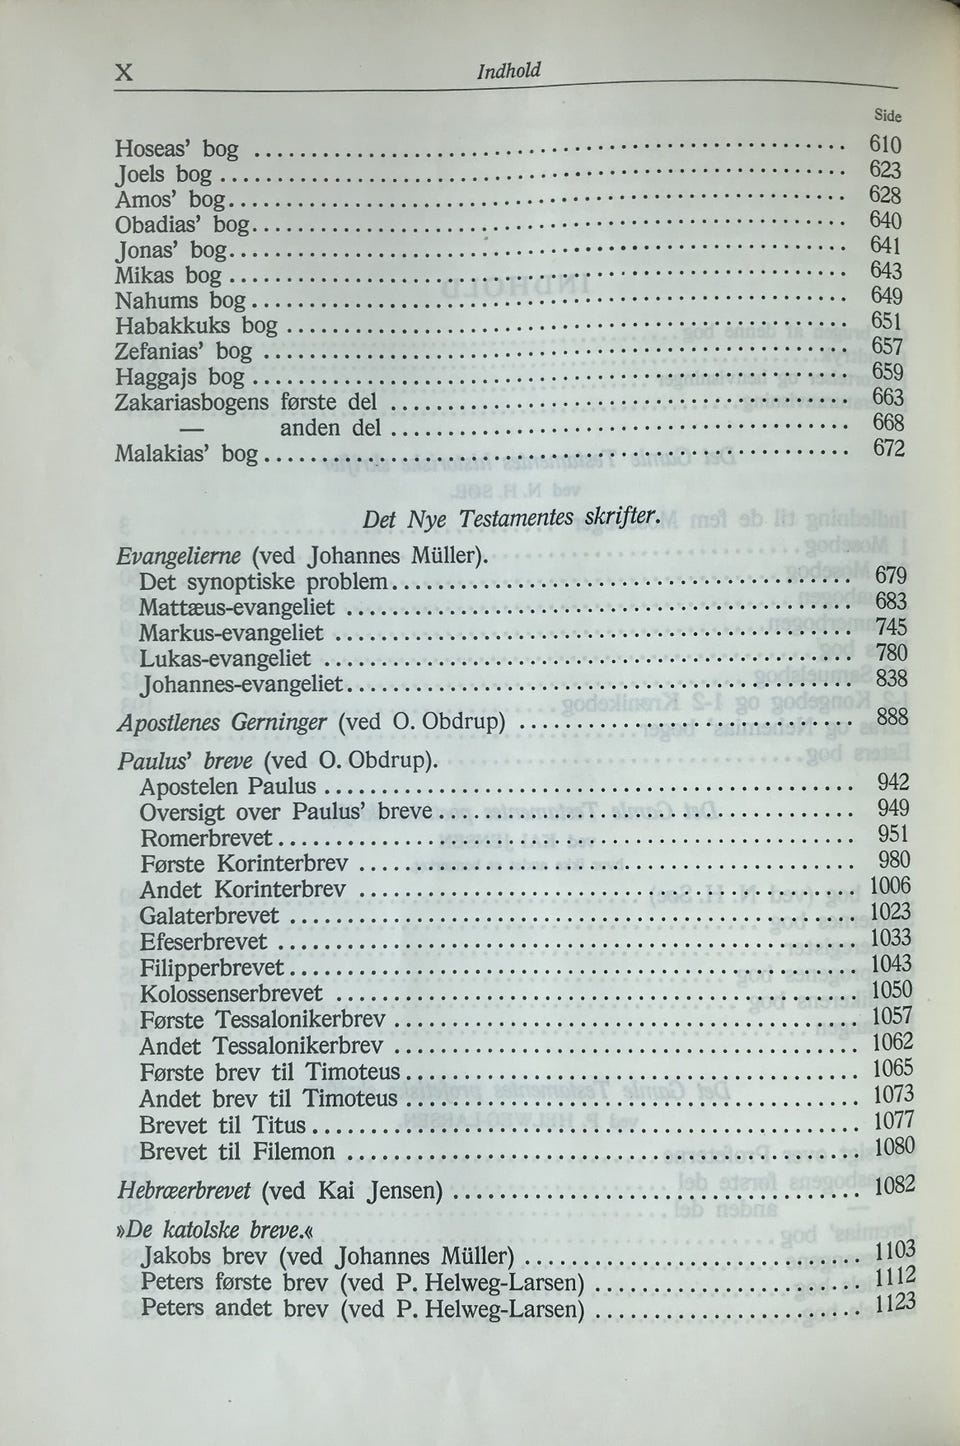 X Indhold
Side
Hoseas’ bog 610
Joels bog 623
Amos’ bog 628
Obadias’ bog 640
Jonas’ bog 641
Mikas bog 643
Nahums bog 649
Habakkuks bog 651
Zefanias’ bog 657
Haggajs bog 659
Zakariasbogens første del 663
— anden del 668
Malakias’ bog 672
Det Nye Testamentes skrifter.
Evangelierne (ved Johannes Müller).
Det synoptiske problem 679
Mattæus-evangeliet 683
Markus-evangeliet 745
Lukas-evangeliet 780
Johannes-evangeliet 838
Apostlenes Gerninger (ved O. Obdrup) 888
Paulus’ breve (ved O. Obdrup).
Apostelen Paulus 942
Oversigt over Paulus’ breve 949
Romerbrevet 951
Første Korinterbrev 980
Andet Korinterbrev 1006
Galaterbrevet 1023
Efeserbrevet 1033
Filipperbrevet 1043
Kolossenserbrevet 1050
Første Tessalonikerbrev 1057
Andet Tessalonikerbrev 1062
Første brev til Timoteus 1065
Andet brev til Timoteus 1073
Brevet til Titus 1077
Brevet til Filemon 1080
Hebræerbrevet (ved Kai Jensen) 1082
»De katolske breve.«
Jakobs brev (ved Johannes Müller) 1103
Peters første brev (ved P. Helweg-Larsen) 1112
Peters andet brev (ved P. Helweg-Larsen) 1123